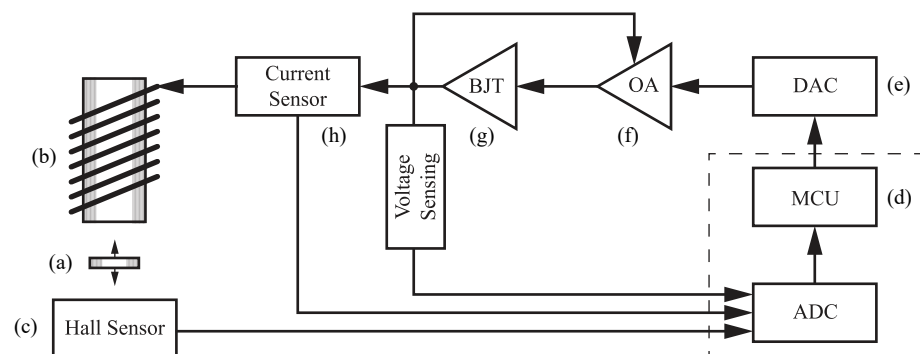 Current
Sensor
BJT
OA
DAC
(e)
(h)
(g)
(f)
(b)
Voltage
Sensing
MCU
(d)
(a)
(c)
Hall Sensor
ADC